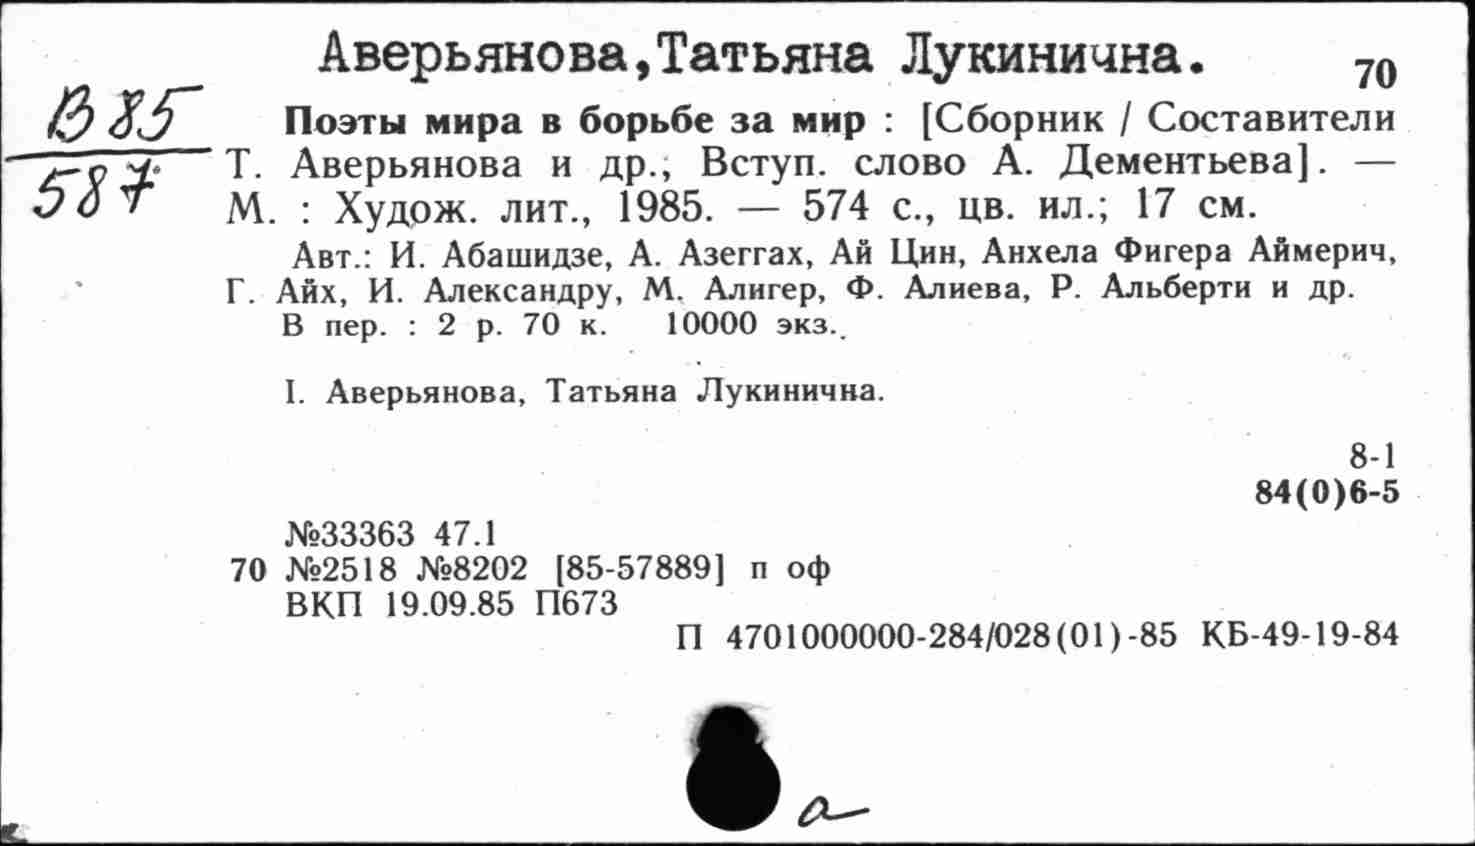 Аверьянова,Татьяна Лукинична.
70
В85
587
Поэты мира в борьбе за мир : [Сборник / Составители
Т. Аверьянова и др.; Вступ. слово А. Дементьева]. —
М. : Худож. лит., 1985. — 574 с., цв. ил.; 17 см.
Авт.: И. Абашидзе, А. Азеггах, Ай Цин, Анхела Фигера Аймерич,
Г. Айх, И. Александру, М. Алигер, Ф. Алиева, Р. Альберти и др.
В пер. : 2 р. 70 к. 10000 экз.
I. Аверьянова, Татьяна Лукинична.
8-1
84(0)6-5
№33363 47.1
70 №2518 №8202 [85-57889] п оф
ВКП 19.09.85 П673
П 4701000000-284/028(01)-85 КБ-49-19-84
а